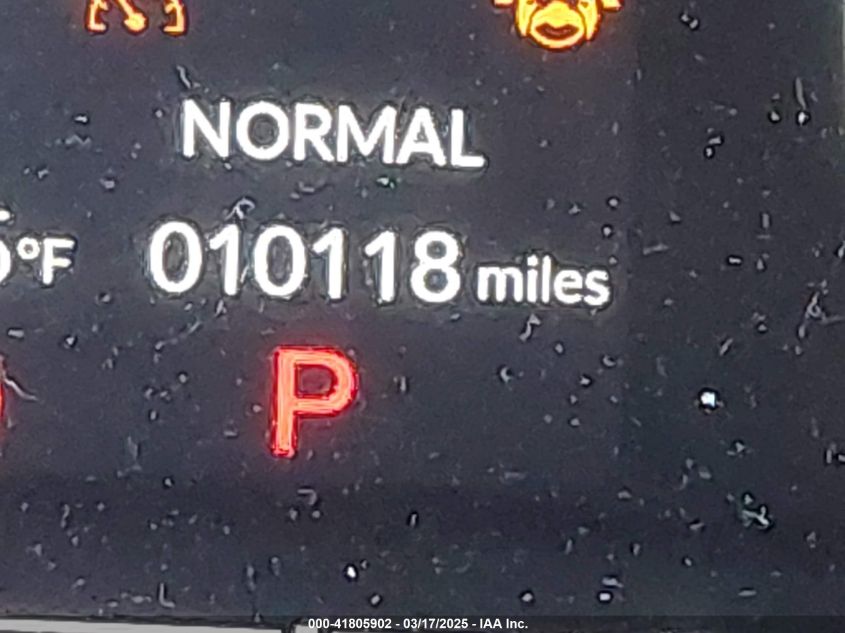 NORMAL
°F 010118 miles
P
000-41805902 - 03/17/2025 - IAA Inc.